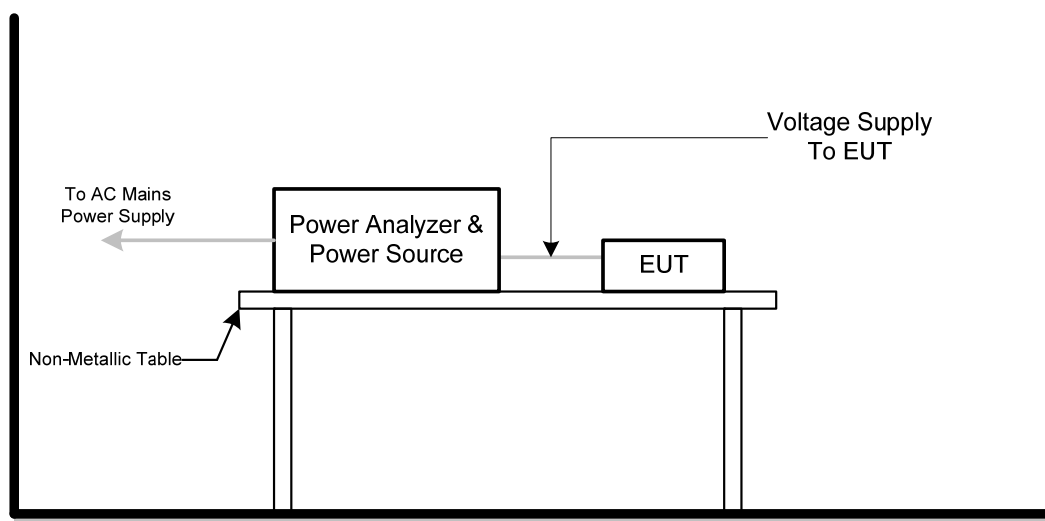 Voltage Supply
To EUT
To AC Mains
Power Supply
Power Analyzer &
Power Source
EUT
Non-Metallic Table